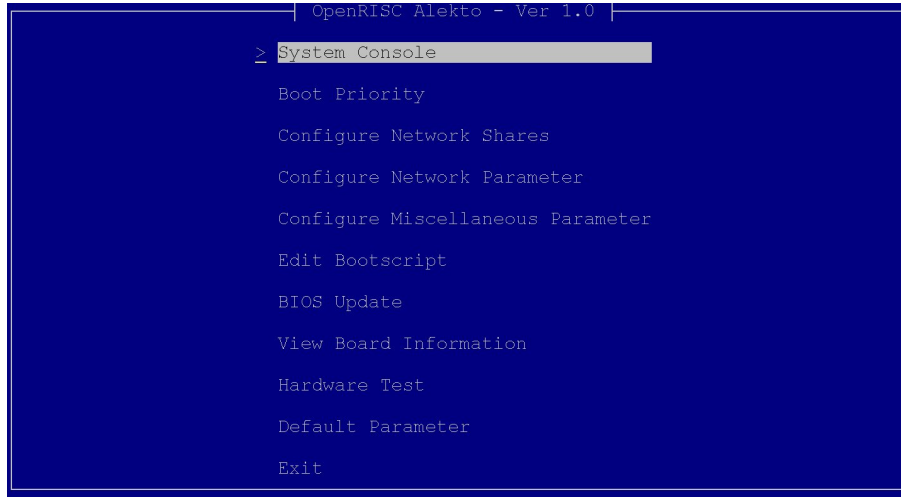 OpenRISC Alekto - Ver 1.0
> System Console
Boot Priority
Configure Network Shares
Configure Network Parameter
Configure Miscellaneous Parameter
Edit Bootscript
BIOS Update
View Board Information
Hardware Test
Default Parameter
Exit